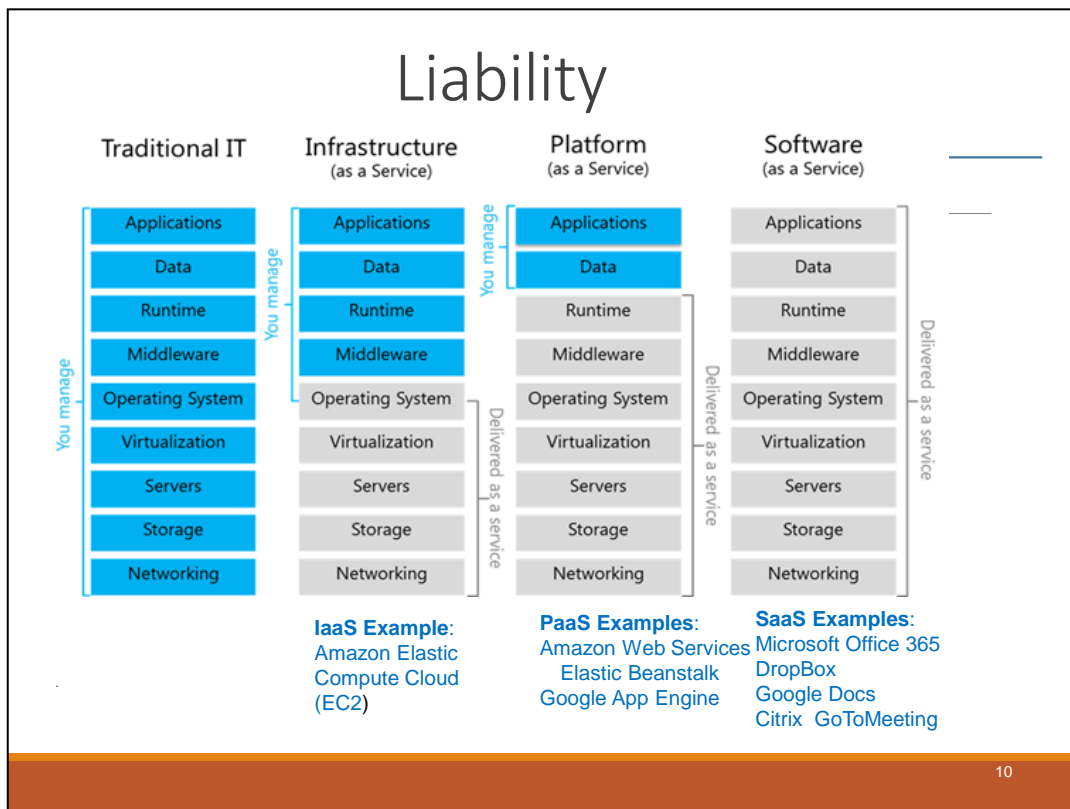 Liability
Traditional IT
You manage
Applications
Data
Runtime
Middleware
Operating System
Virtualization
Servers
Storage
Networking
Infrastructure
(as a Service)
You manage
Applications
Data
Runtime
Middleware
Operating System
Virtualization
Servers
Storage
Networking
Delivered as a service
IaaS Example:
Amazon Elastic
Compute Cloud
(EC2)
Platform
(as a Service)
You manage
Applications
Data
Runtime
Middleware
Operating System
Virtualization
Servers
Storage
Networking
Delivered as a service
PaaS Examples:
Amazon Web Services
Elastic Beanstalk
Google App Engine
Software
(as a Service)
Applications
Data
Runtime
Middleware
Operating System
Virtualization
Servers
Storage
Networking
Delivered as a service
SaaS Examples:
Microsoft Office 365
DropBox
Google Docs
Citrix GoToMeeting
.
10